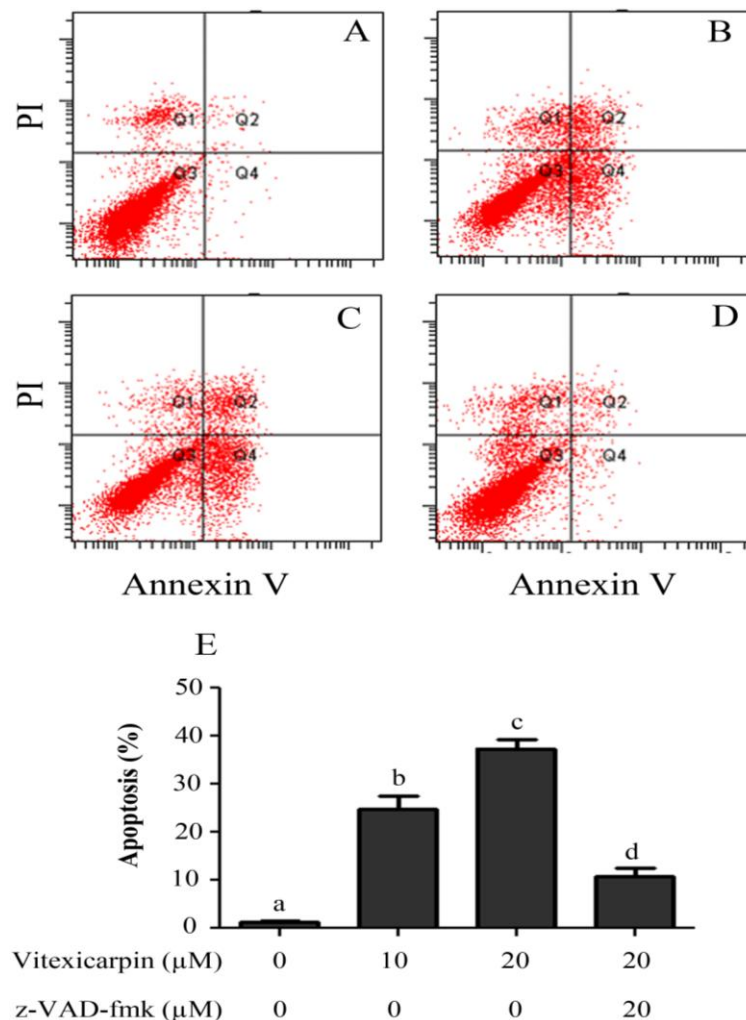 A
B
PI
Q1
Q2
Q3
Q4
Q1
Q2
Q3
Q4
C
D
PI
Q1
Q2
Q3
Q4
Q1
Q2
Q3
Q4
Annexin V
Annexin V
E
50
40
30
20
10
0
Apoptosis (%)
a
b
c
d
Vitexicarpin (µM) 0 10 20 20
z-VAD-fmk (µM) 0 0 0 20